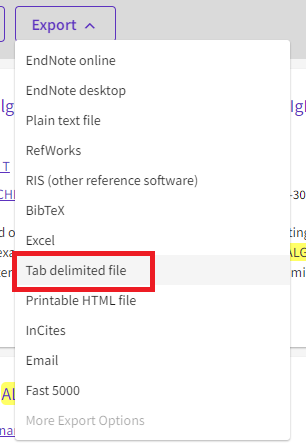 Export
EndNote online
EndNote desktop
Plain text file
RefWorks
RIS (other reference software)
BibTeX
Excel
Tab delimited file
Printable HTML file
InCites
Email
Fast 5000
More Export Options